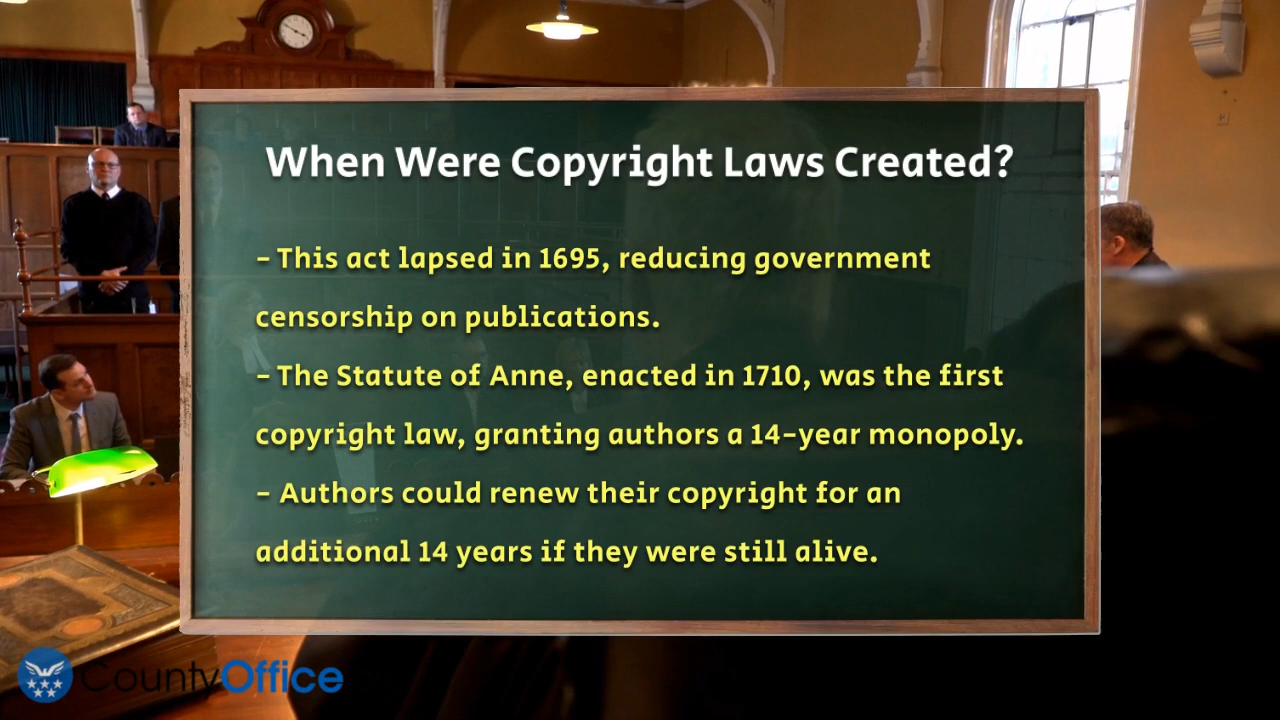 When Were Copyright Laws Created?
– This act lapsed in 1695, reducing government
censorship on publications.
– The Statute of Anne, enacted in 1710, was the first
copyright law, granting authors a 14-year monopoly.
– Authors could renew their copyright for an
additional 14 years if they were still alive.
CountyOffice